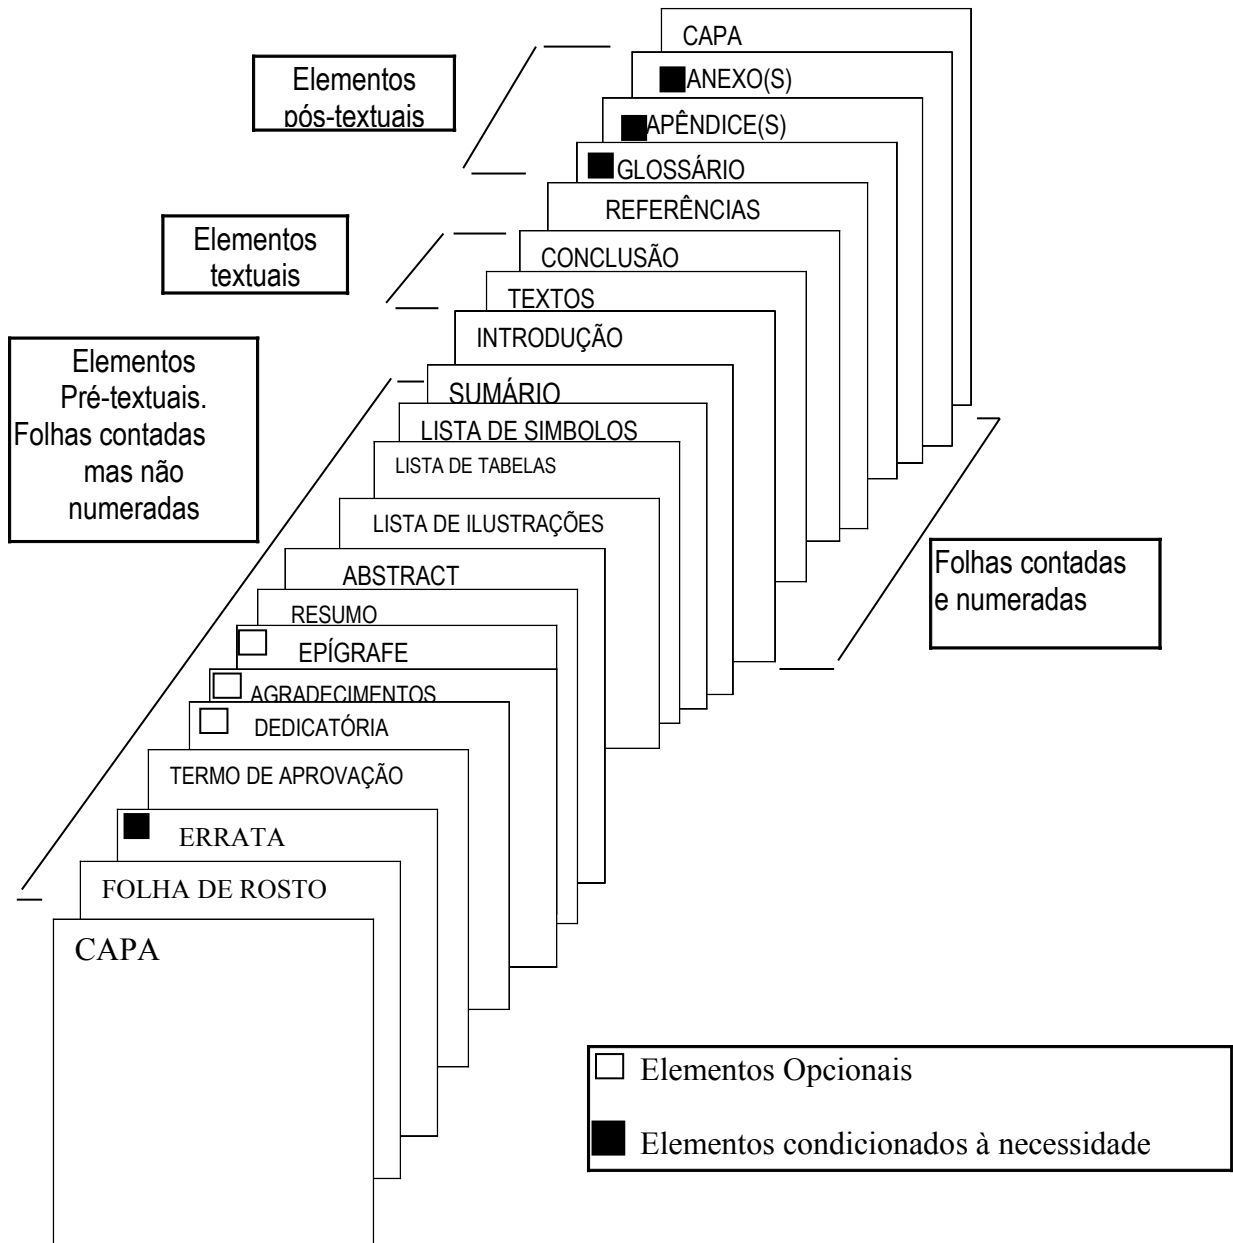 CAPA
Elementos
pós-textuais
ANEXO(S)
APÊNDICE(S)
GLOSSÁRIO
REFERÊNCIAS
Elementos
textuais
CONCLUSÃO
TEXTOS
INTRODUÇÃO
Elementos
Pré-textuais.
Folhas contadas
mas não
numeradas
SUMÁRIO
LISTA DE SIMBOLOS
LISTA DE TABELAS
LISTA DE ILUSTRAÇÕES
ABSTRACT
RESUMO
EPÍGRAFE
AGRADECIMENTOS
DEDICATÓRIA
TERMO DE APROVAÇÃO
ERRATA
FOLHA DE ROSTO
CAPA
Folhas contadas
e numeradas
Elementos Opcionais
Elementos condicionados à necessidade